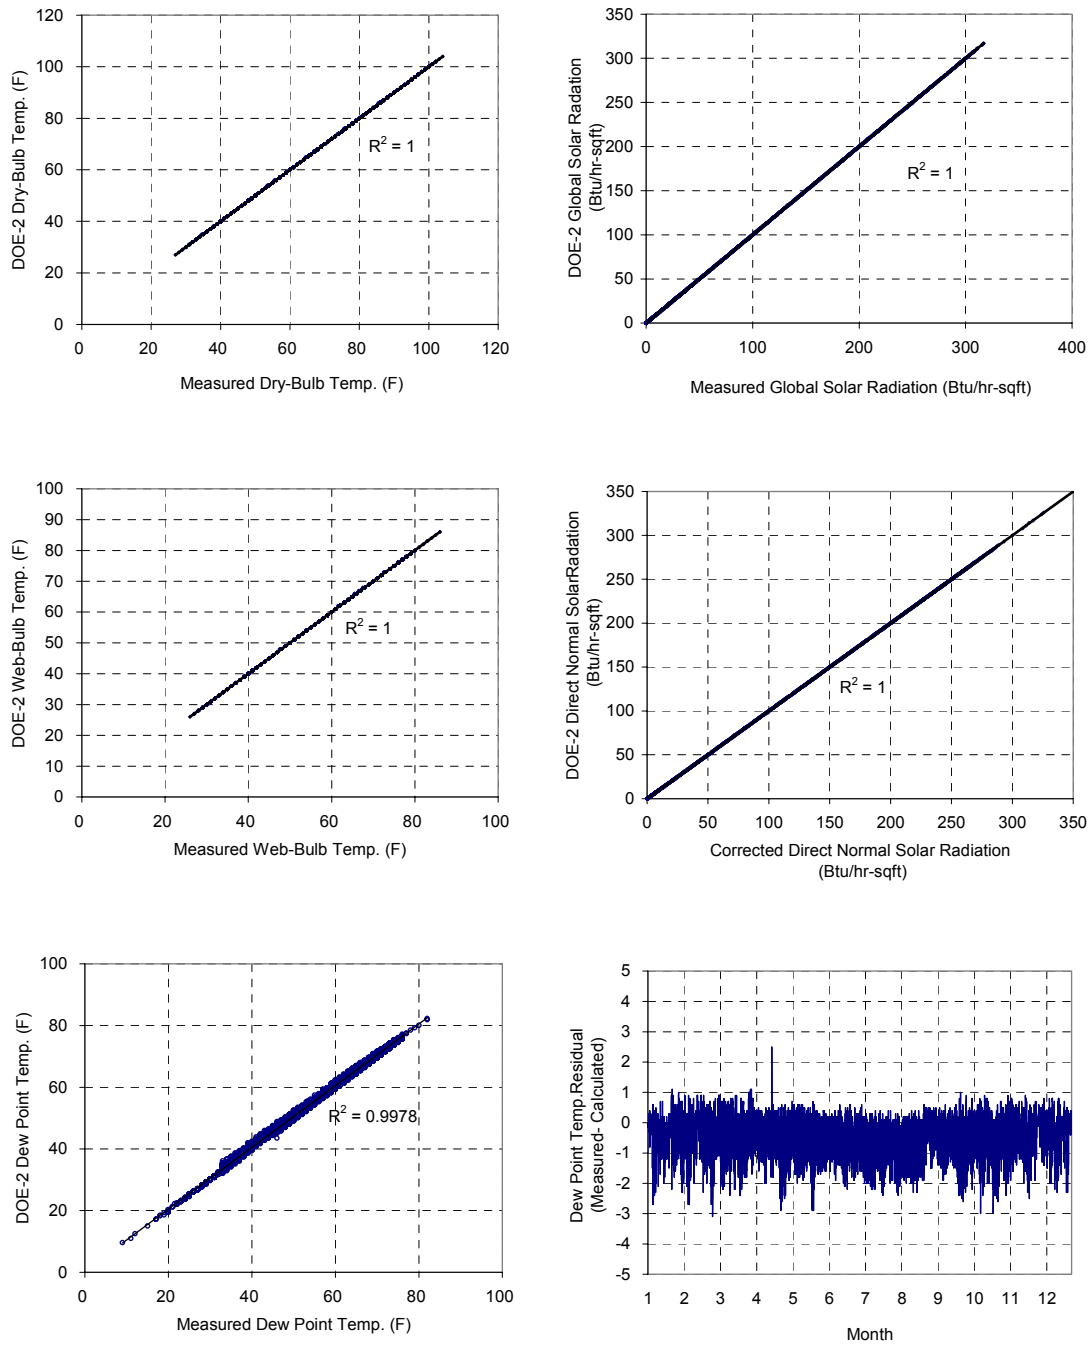 120
100
80
60
40
20
0
DOE-2 Dry-Bulb Temp. (F)
R² = 1
0 20 40 60 80 100 120
Measured Dry-Bulb Temp. (F)
350
300
250
200
150
100
50
0
DOE-2 Global Solar Radation
(Btu/hr-sqft)
R² = 1
0 100 200 300 400
Measured Global Solar Radiation (Btu/hr-sqft)
100
90
80
70
60
50
40
30
20
10
0
DOE-2 Web-Bulb Temp. (F)
R² = 1
0 20 40 60 80 100
Measured Web-Bulb Temp. (F)
350
300
250
200
150
100
50
0
DOE-2 Direct Normal SolarRadation
(Btu/hr-sqft)
R² = 1
0 50 100 150 200 250 300 350
Corrected Direct Normal Solar Radiation
(Btu/hr-sqft)
100
80
60
40
20
0
DOE-2 Dew Point Temp. (F)
R² = 0.9978
0 20 40 60 80 100
Measured Dew Point Temp. (F)
5
4
3
2
1
0
-1
-2
-3
-4
-5
Dew Point Temp.Residual
(Measured- Calculated)
1 2 3 4 5 6 7 8 9 10 11 12
Month